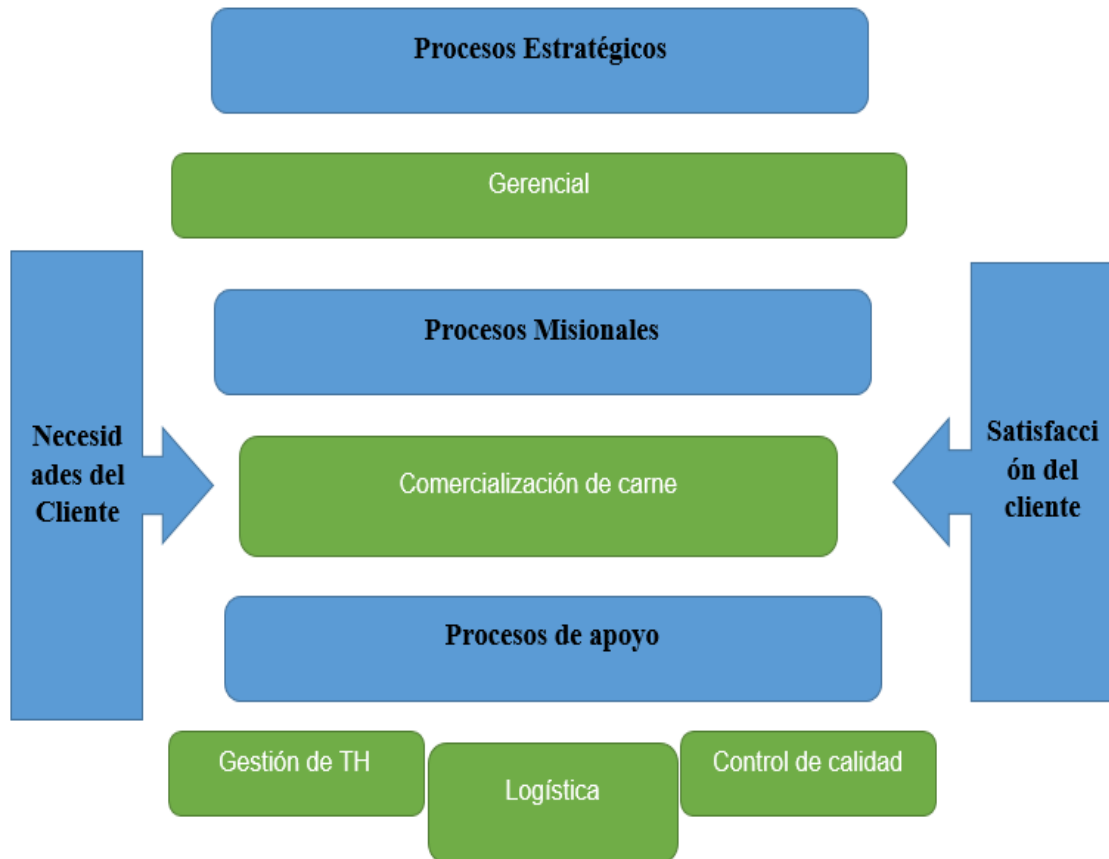 Procesos Estratégicos
Gerencial
Procesos Misionales
Necesid
ades del
Cliente
Comercialización de carne
Satisfacci
ón del
cliente
Procesos de apoyo
Gestión de TH
Logística
Control de calidad